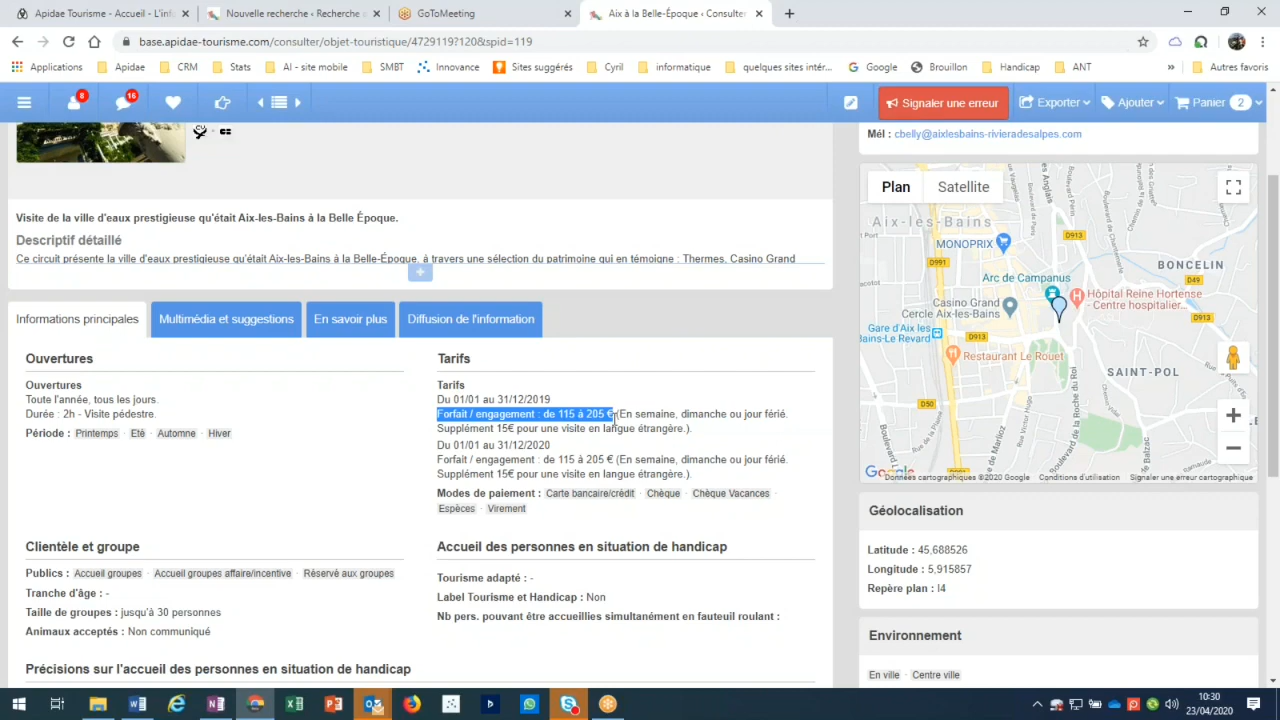 Apidae Tourisme - Accueil - L'inf
Nouvelle recherche ‹ Recherche
GoToMeeting
Aix à la Belle-Époque ‹ Consulter
base.apidae-tourisme.com/consulter/objet-touristique/4729119?120&spid=119
Applications Apidae CRM Stats AI - site mobile SMBT Innovance Sites suggérés Cyril informatique quelques sites intér... Google Brouillon Handicap ANT » Autres favoris
8 16 Signaler une erreur Exporter Ajouter Panier 2
Mél : cbelly@aixlesbains-rivieradesalpes.com
Visite de la ville d'eaux prestigieuse qu'était Aix-les-Bains à la Belle Époque.
Descriptif détaillé
Ce circuit présente la ville d'eaux prestigieuse qu'était Aix-les-Bains à la Belle-Époque, à travers une sélection du patrimoine qui en témoigne : Thermes, Casino Grand
Informations principales Multimédia et suggestions En savoir plus Diffusion de l'information
Ouvertures
Ouvertures
Toute l'année, tous les jours.
Durée : 2h - Visite pédestre.
Période : Printemps · Eté · Automne · Hiver
Tarifs
Tarifs
Du 01/01 au 31/12/2019
Forfait / engagement : de 115 à 205 € (En semaine, dimanche ou jour férié.
Supplément 15€ pour une visite en langue étrangère.).
Du 01/01 au 31/12/2020
Forfait / engagement : de 115 à 205 € (En semaine, dimanche ou jour férié.
Supplément 15€ pour une visite en langue étrangère.).
Modes de paiement : Carte bancaire/crédit · Chèque · Chèque Vacances ·
Espèces · Virement
Clientèle et groupe
Publics : Accueil groupes · Accueil groupes affaire/incentive · Réservé aux groupes
Tranche d'âge : -
Taille de groupes : jusqu'à 30 personnes
Animaux acceptés : Non communiqué
Accueil des personnes en situation de handicap
Tourisme adapté : -
Label Tourisme et Handicap : Non
Nb pers. pouvant être accueillies simultanément en fauteuil roulant :
Précisions sur l'accueil des personnes en situation de handicap
Plan Satellite
Aix-les-Bains
MONOPRIX
D913
D991
BONCELIN
Arc de Campanus
D49
Casino Grand
Cercle Aix-les-Bains
Hôpital Reine Hortense
Centre hospitalier...
D913
Gare d'Aix les
Bains-Le Revard
D913
Restaurant Le Rouet
SAINT-POL
D50
Boulevard de la Roche du Roi
Google
Données cartographiques ©2020 Google Conditions d'utilisation Signaler une erreur cartographique
Géolocalisation
Latitude : 45,688526
Longitude : 5,915857
Repère plan : I4
Environnement
En ville · Centre ville
10:30
23/04/2020